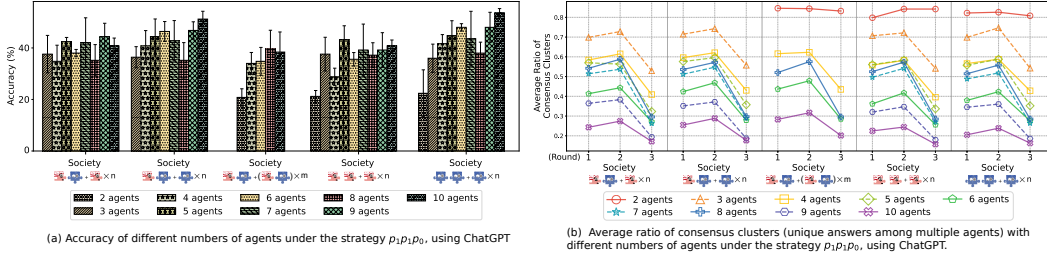 Accuracy (%)
40
20
0
Society
Society
Society
Society
Society
+ ×n
+ ×n
+( )×m
+ ×n
+ ×n
2 agents
4 agents
6 agents
8 agents
10 agents
3 agents
5 agents
7 agents
9 agents
(a) Accuracy of different numbers of agents under the strategy p₁p₁p₀, using ChatGPT
Average Ratio of
Consensus Clusters
0.8
0.7
0.6
0.5
0.4
0.3
0.2
(Round) 1 2 3 1 2 3 1 2 3 1 2 3 1 2 3
Society
Society
Society
Society
Society
+ ×n
+ ×n
+( )×m
+ ×n
+ ×n
2 agents
3 agents
4 agents
5 agents
6 agents
7 agents
8 agents
9 agents
10 agents
(b) Average ratio of consensus clusters (unique answers among multiple agents) with
different numbers of agents under the strategy p₁p₁p₀, using ChatGPT.